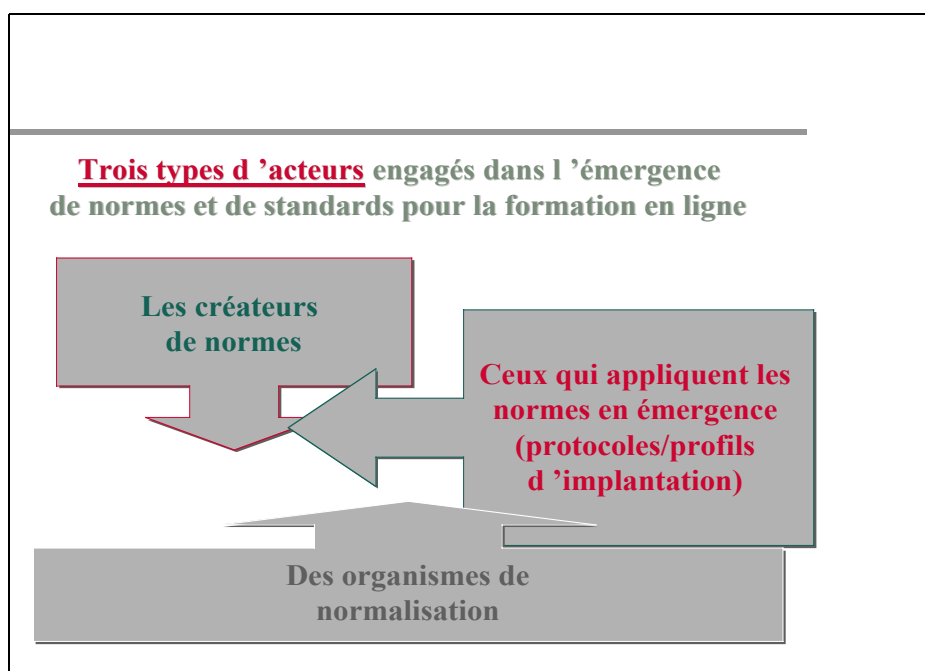 Trois types d ’acteurs engagés dans l ’émergence
de normes et de standards pour la formation en ligne
Les créateurs
de normes
Ceux qui appliquent les
normes en émergence
(protocoles/profils
d ’implantation)
Des organismes de
normalisation